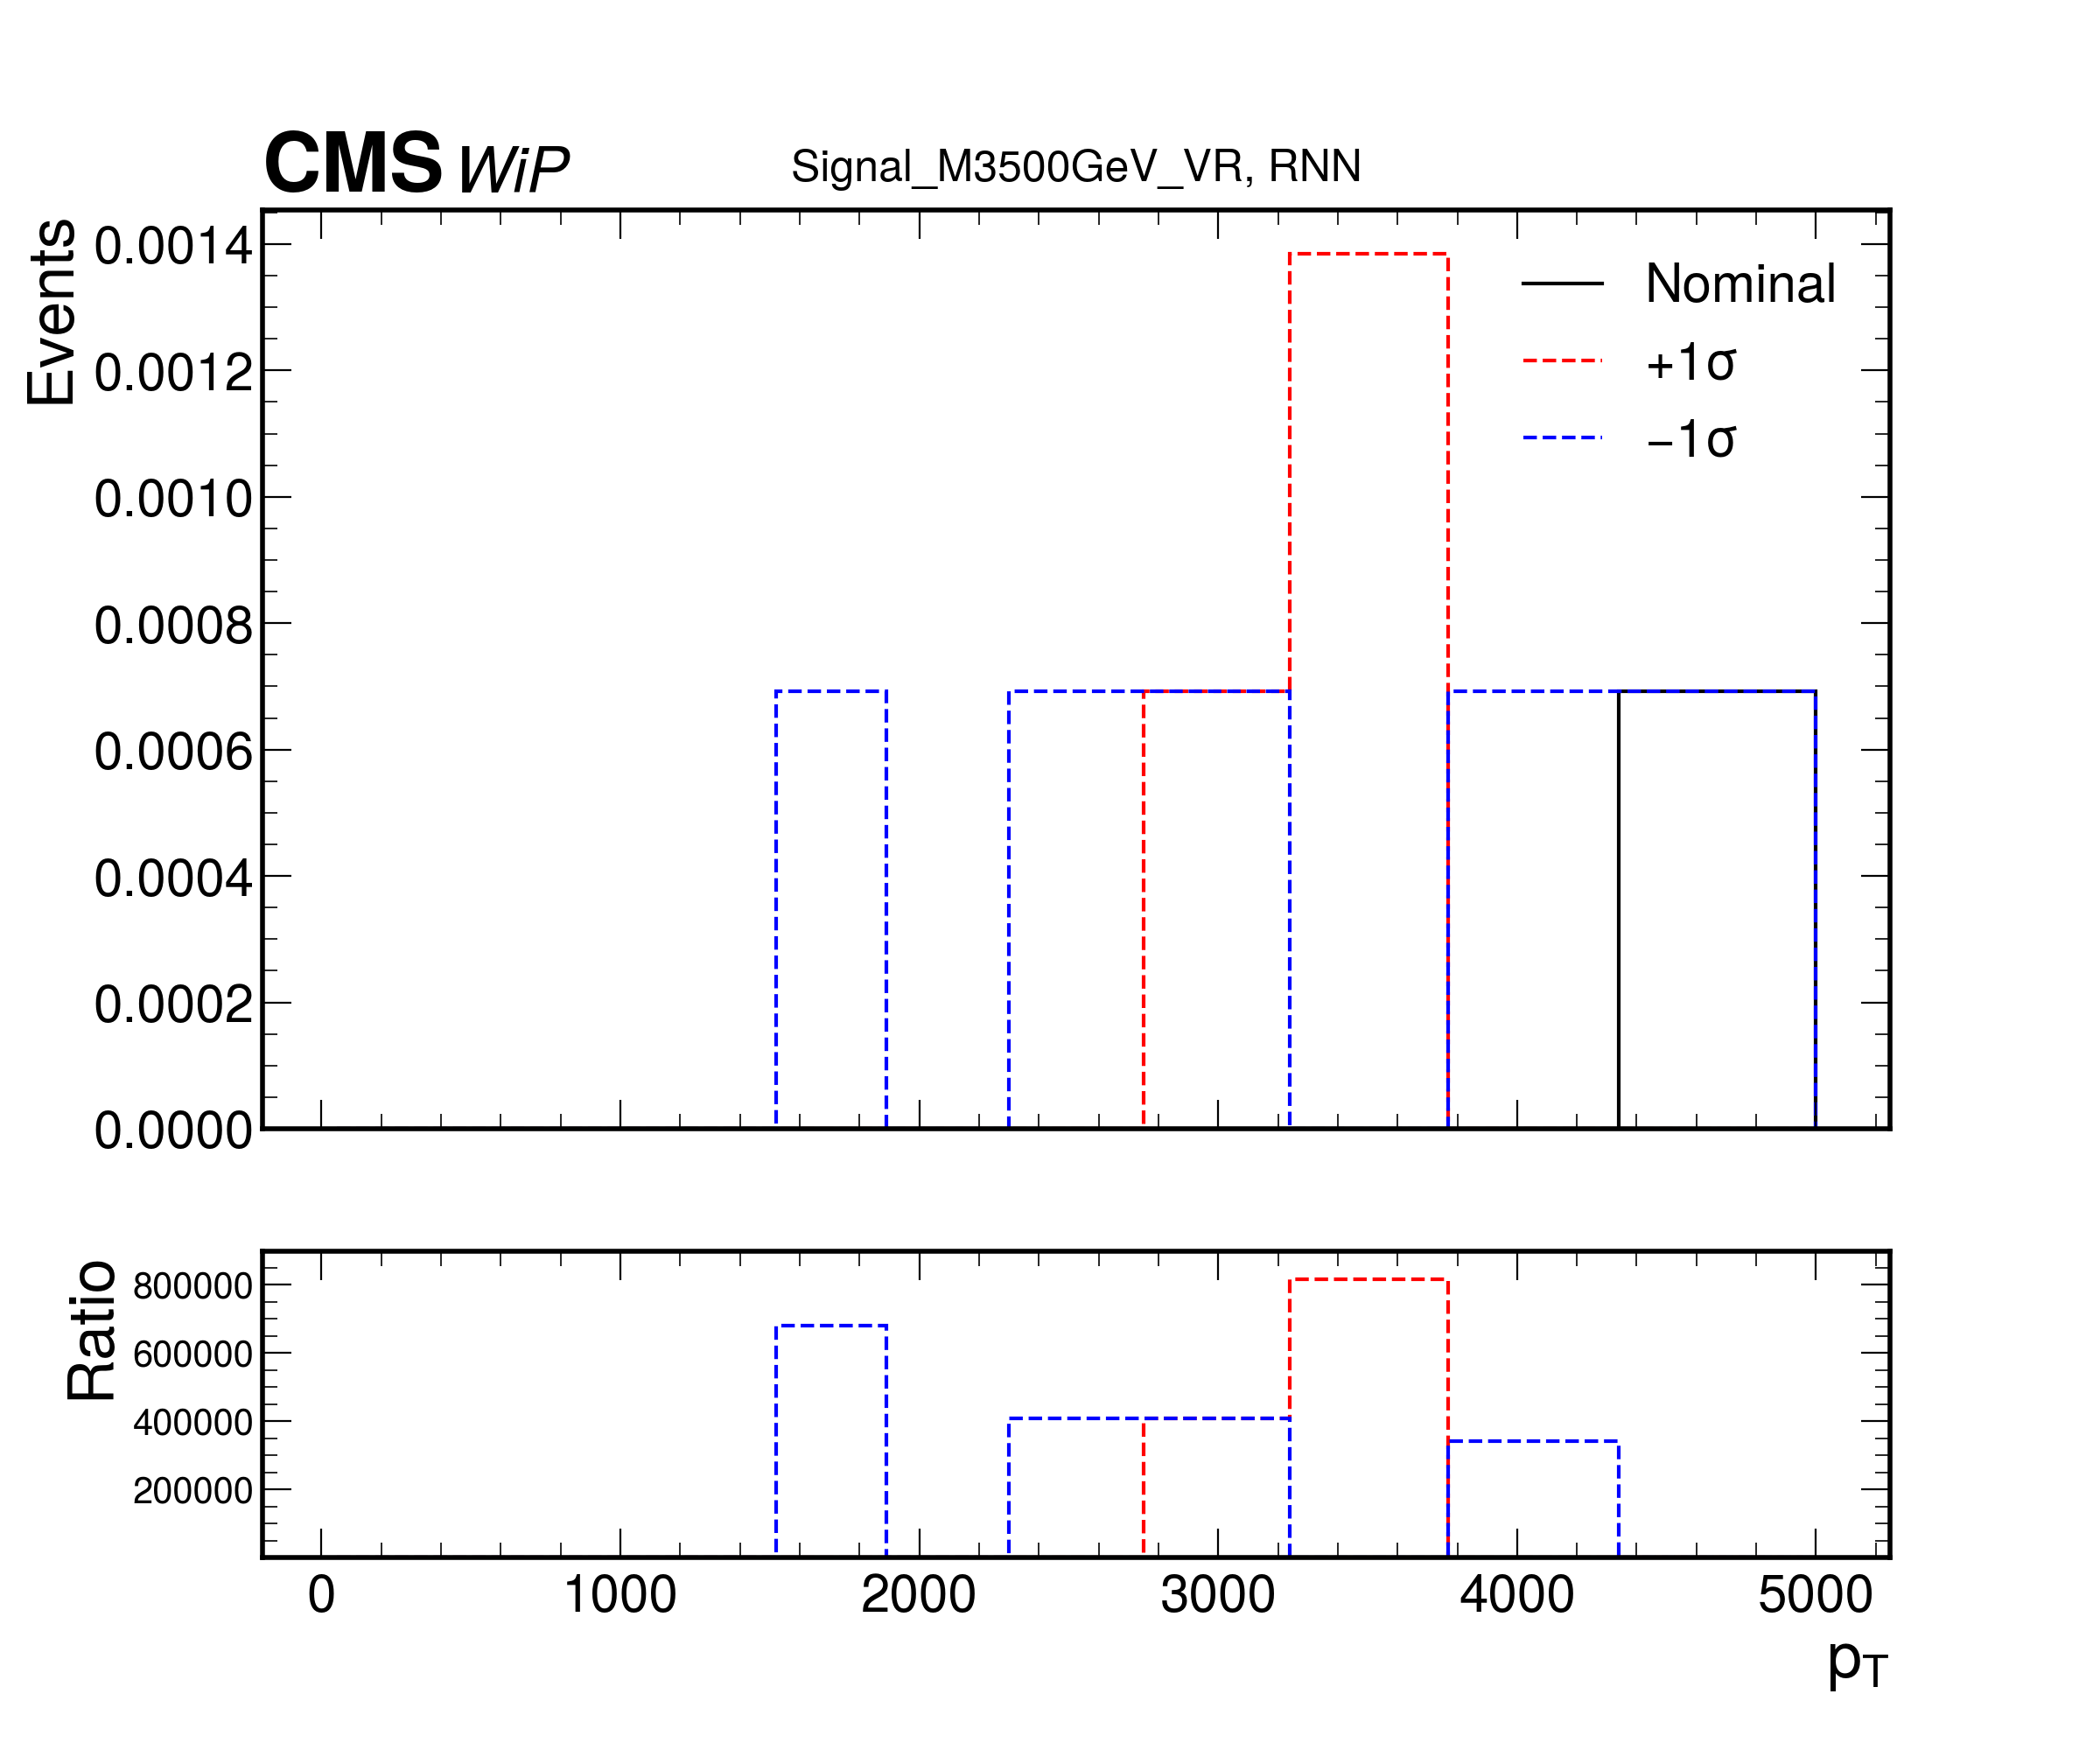 CMS WiP
Signal_M3500GeV_VR, RNN
Events
0.0014
0.0012
0.0010
0.0008
0.0006
0.0004
0.0002
0.0000
Nominal
+1σ
−1σ
Ratio
800000
600000
400000
200000
0 1000 2000 3000 4000 5000
pT